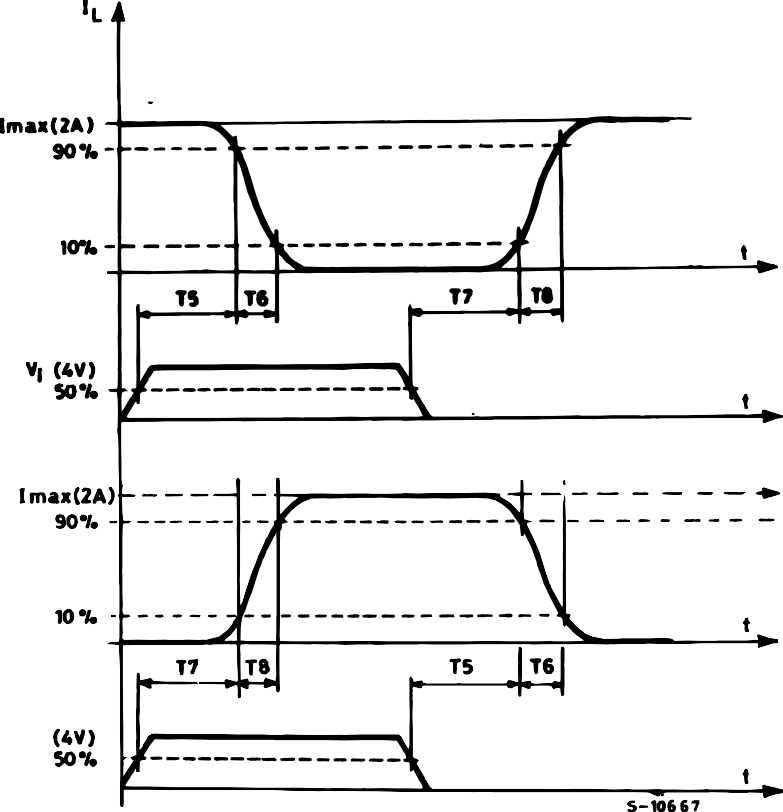 IL
Imax(2A)
90%
10%
t
T5 T6 T7 T8
VI (4V)
50%
t
Imax(2A)
90%
10%
t
T7 T8 T5 T6
(4V)
50%
t
S-10667